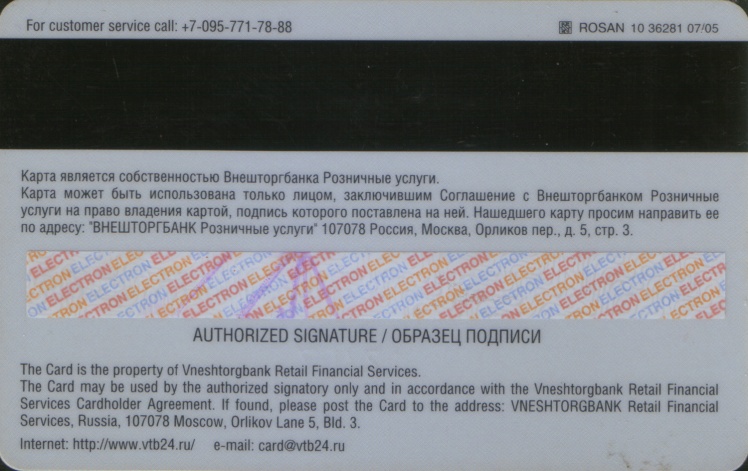 For customer service call: +7-095-771-78-88
ROSAN 10 36281 07/05
Карта является собственностью Внешторгбанка Розничные услуги.
Карта может быть использована только лицом, заключившим Соглашение с Внешторгбанком Розничные
услуги на право владения картой, подпись которого поставлена на ней. Нашедшего карту просим направить ее
по адресу: "ВНЕШТОРГБАНК Розничные услуги" 107078 Россия, Москва, Орликов пер., д. 5, стр. 3.
ELECTRON ELECTRON ELECTRON ELECTRON ELECTRON
AUTHORIZED SIGNATURE / ОБРАЗЕЦ ПОДПИСИ
The Card is the property of Vneshtorgbank Retail Financial Services.
The Card may be used by the authorized signatory only and in accordance with the Vneshtorgbank Retail Financial
Services Cardholder Agreement. If found, please post the Card to the address: VNESHTORGBANK Retail Financial
Services, Russia, 107078 Moscow, Orlikov Lane 5, Bld. 3.
Internet: http://www.vtb24.ru/ e-mail: card@vtb24.ru